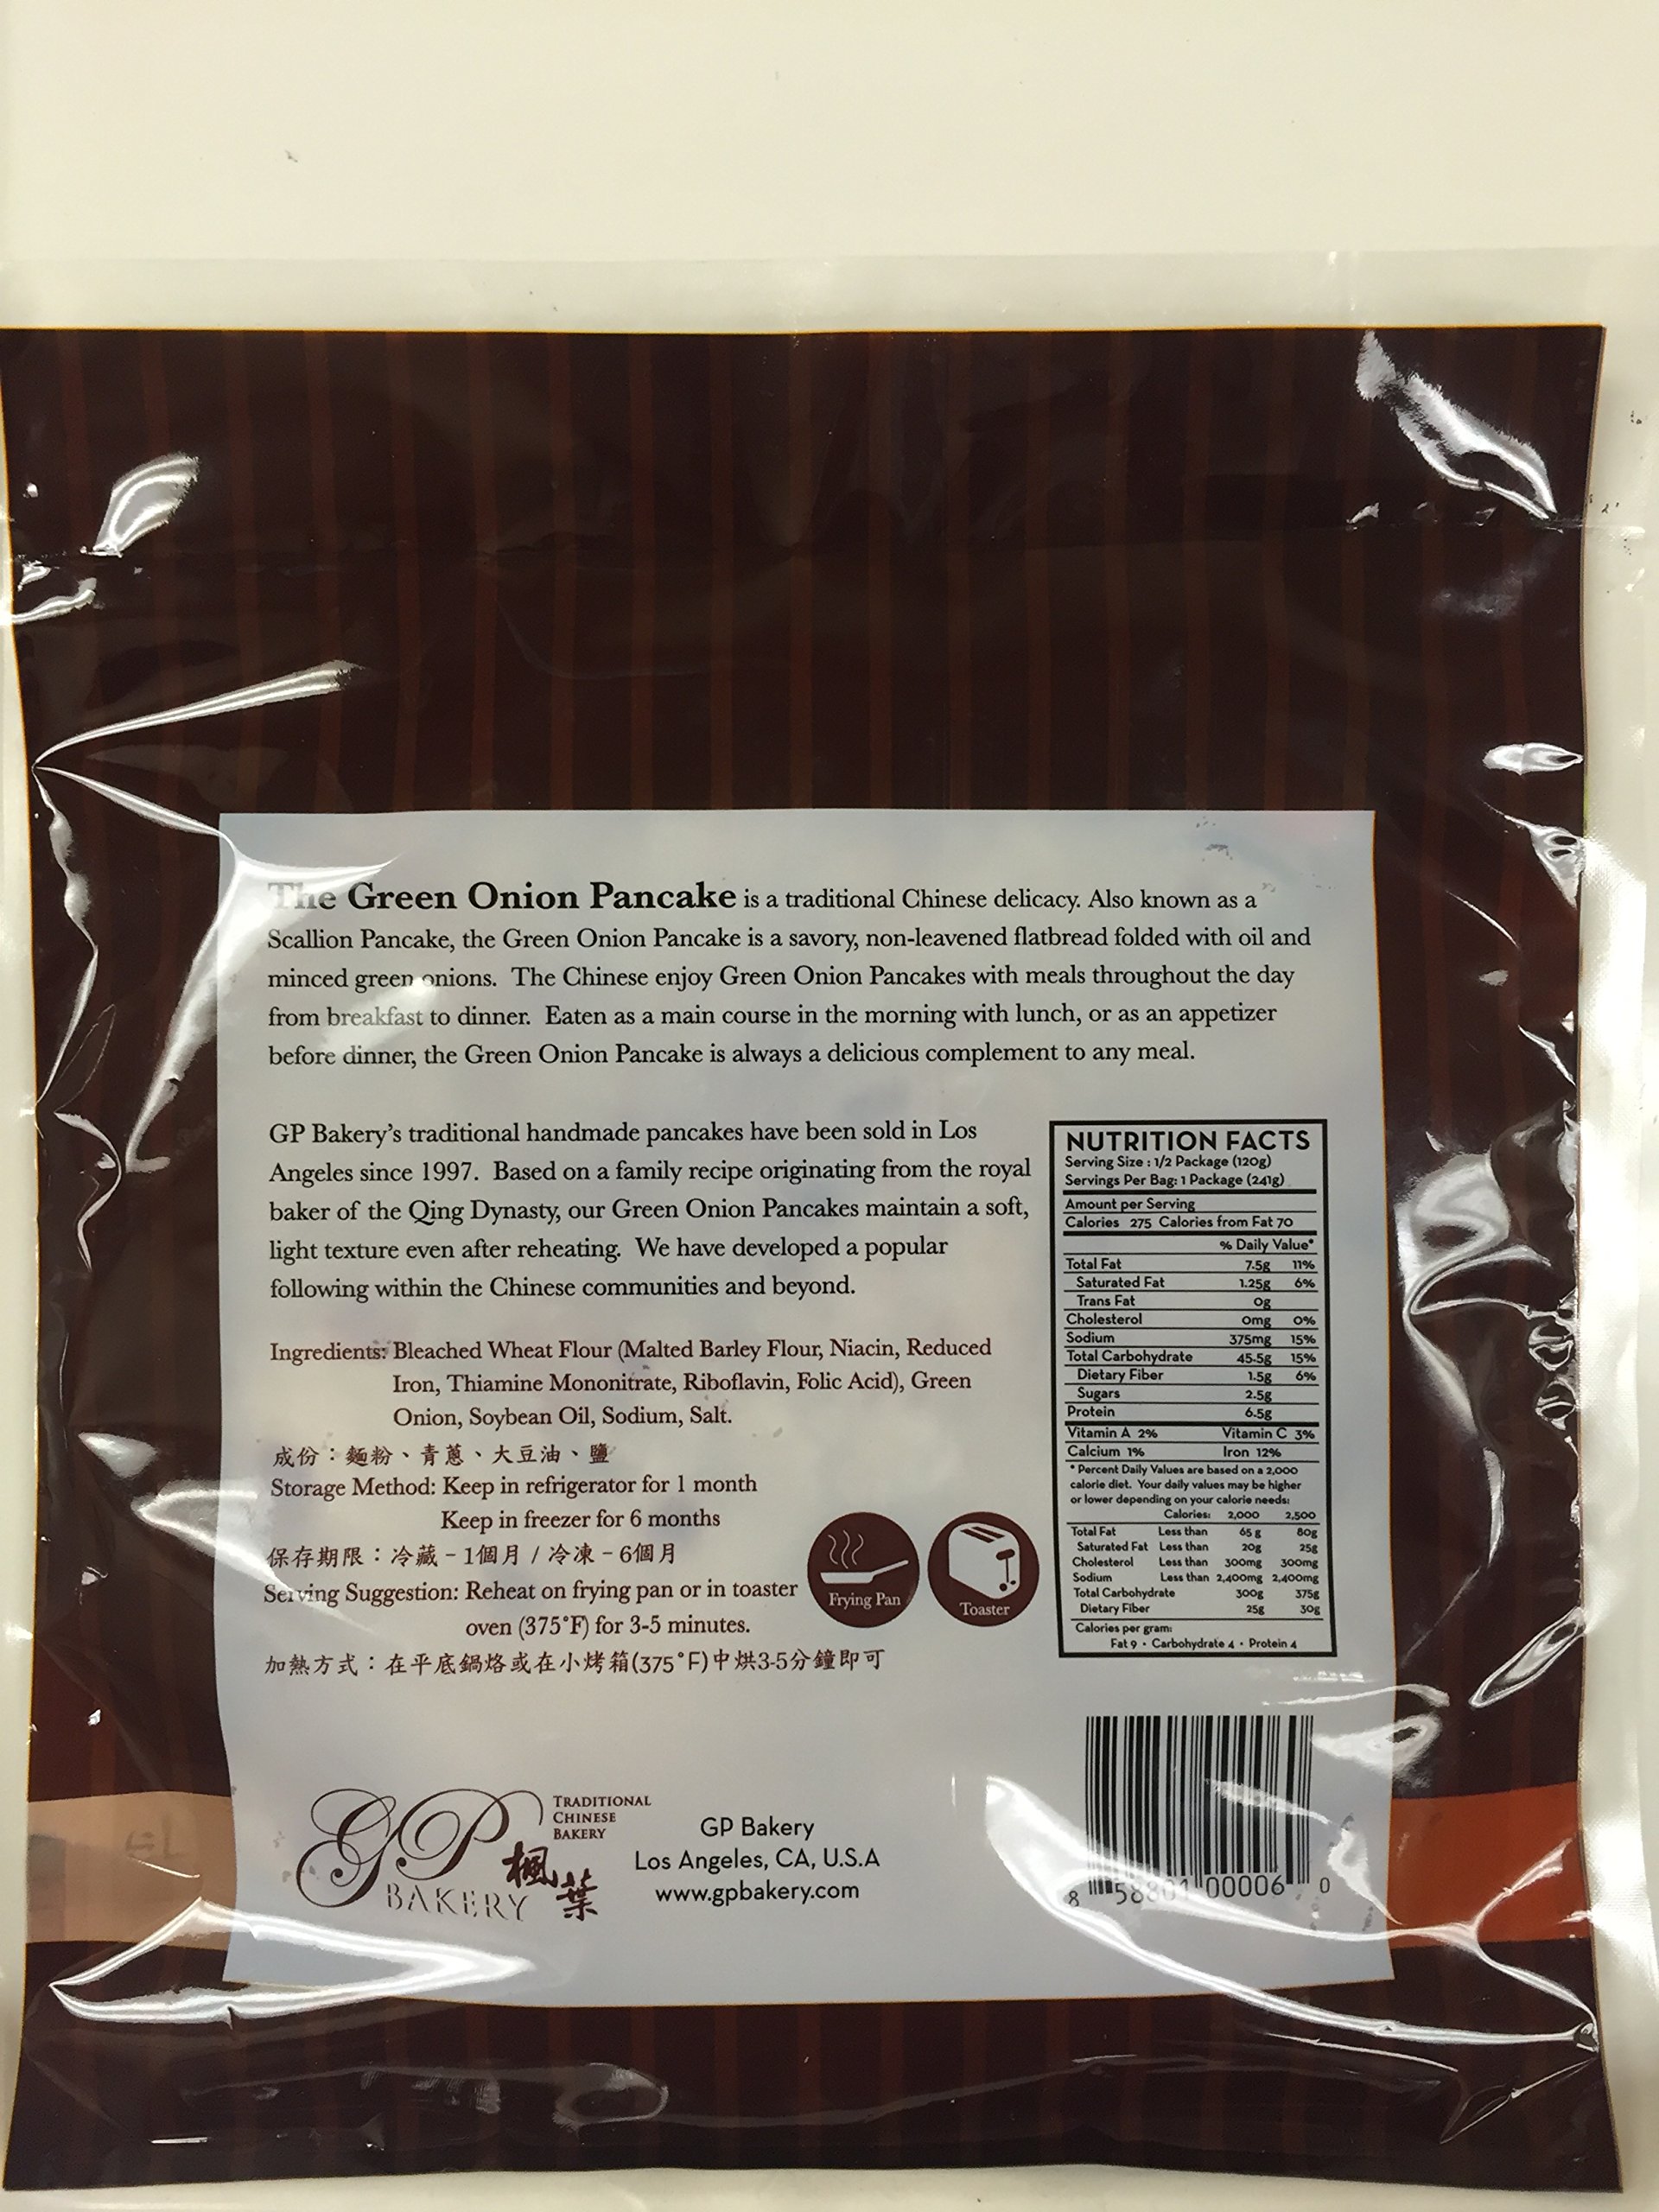 The Green Onion Pancake is a traditional Chinese delicacy. Also known as a
Scallion Pancake, the Green Onion Pancake is a savory, non-leavened flatbread folded with oil and
minced green onions. The Chinese enjoy Green Onion Pancakes with meals throughout the day
from breakfast to dinner. Eaten as a main course in the morning with lunch, or as an appetizer
before dinner, the Green Onion Pancake is always a delicious complement to any meal.
GP Bakery's traditional handmade pancakes have been sold in Los
Angeles since 1997. Based on a family recipe originating from the royal
baker of the Qing Dynasty, our Green Onion Pancakes maintain a soft,
light texture even after reheating. We have developed a popular
following within the Chinese communities and beyond.
Ingredients: Bleached Wheat Flour (Malted Barley Flour, Niacin, Reduced
Iron, Thiamine Mononitrate, Riboflavin, Folic Acid), Green
Onion, Soybean Oil, Sodium, Salt.
成份：麵粉、青蔥、大豆油、鹽
Storage Method: Keep in refrigerator for 1 month
Keep in freezer for 6 months
保存期限：冷藏－1個月 / 冷凍－6個月
Serving Suggestion: Reheat on frying pan or in toaster
oven (375°F) for 3-5 minutes.
加熱方式：在平底鍋烙或在小烤箱(375°F)中烘3-5分鐘即可
Frying Pan
Toaster
NUTRITION FACTS
Serving Size : 1/2 Package (120g)
Servings Per Bag: 1 Package (241g)
Amount per Serving
Calories 275 Calories from Fat 70
% Daily Value*
Total Fat 7.5g 11%
Saturated Fat 1.25g 6%
Trans Fat 0g
Cholesterol 0mg 0%
Sodium 375mg 15%
Total Carbohydrate 45.5g 15%
Dietary Fiber 1.5g 6%
Sugars 2.5g
Protein 6.5g
Vitamin A 2% Vitamin C 3%
Calcium 1% Iron 12%
* Percent Daily Values are based on a 2,000
calorie diet. Your daily values may be higher
or lower depending on your calorie needs:
Calories: 2,000 2,500
Total Fat Less than 65 g 80g
Saturated Fat Less than 20g 25g
Cholesterol Less than 300mg 300mg
Sodium Less than 2,400mg 2,400mg
Total Carbohydrate 300g 375g
Dietary Fiber 25g 30g
Calories per gram:
Fat 9 · Carbohydrate 4 · Protein 4
GP
BAKERY
TRADITIONAL
CHINESE
BAKERY
楓葉
GP Bakery
Los Angeles, CA, U.S.A
www.gpbakery.com
8 58801 00006 0